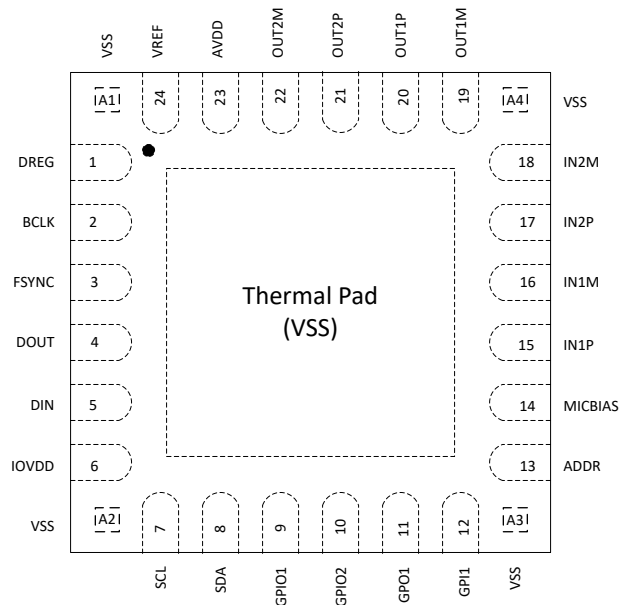 VSS
VREF
AVDD
OUT2M
OUT2P
OUT1P
OUT1M
A1
24
23
22
21
20
19
A4
VSS
DREG
1
18
IN2M
BCLK
2
17
IN2P
FSYNC
3
16
IN1M
Thermal Pad
(VSS)
DOUT
4
15
IN1P
DIN
5
14
MICBIAS
IOVDD
6
13
ADDR
VSS
A2
7
8
9
10
11
12
A3
SCL
SDA
GPIO1
GPIO2
GPO1
GPI1
VSS